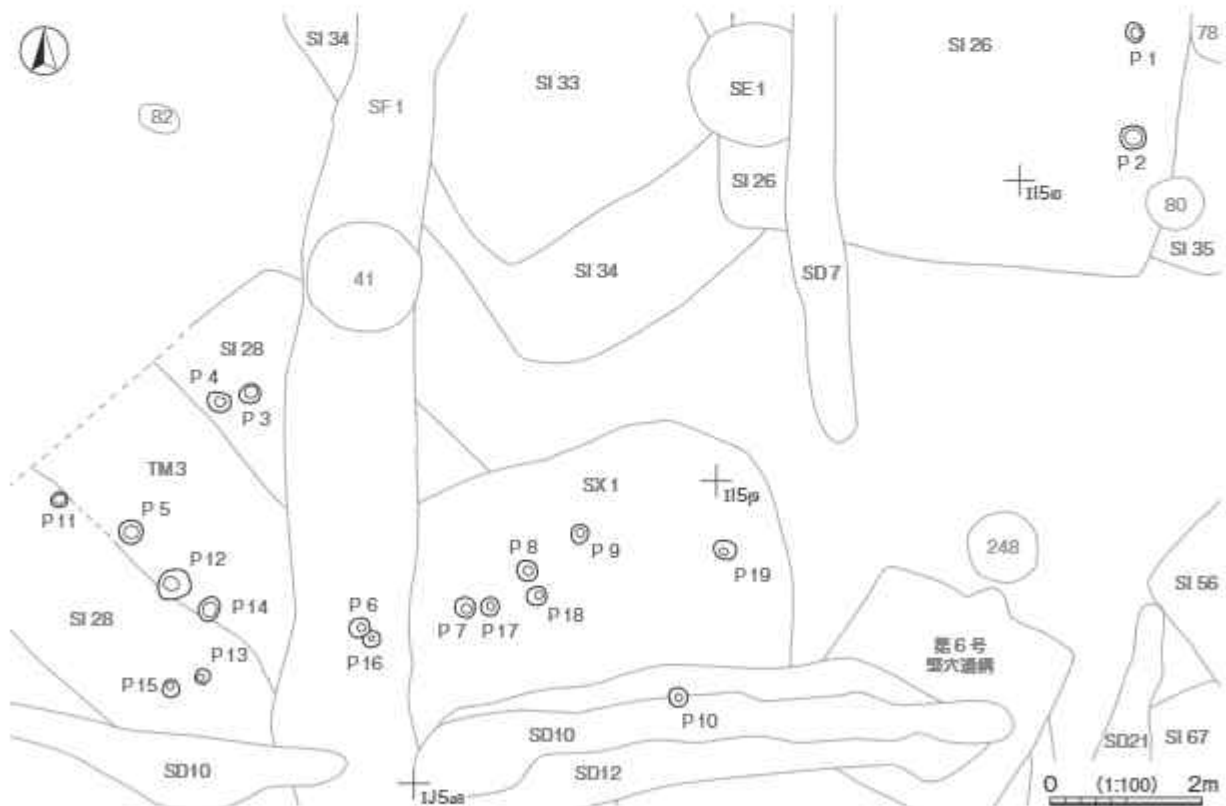 SI 34
SF 1
SI 33
SE 1
SI 26
P 1
78
82
P 2
SI 26
80
SI 35
41
SI 34
SD 7
SI 28
P 4
P 3
TM 3
SX 1
P 11
P 5
P 8
P 9
P 19
248
P 12
P 14
SI 56
SI 28
P 6
P 7
P 17
P 18
P 16
P 13
P 15
第6号
竪穴遺構
P 10
SD10
SD10
SD12
SD21
SI 67
0
(1:100)
2m